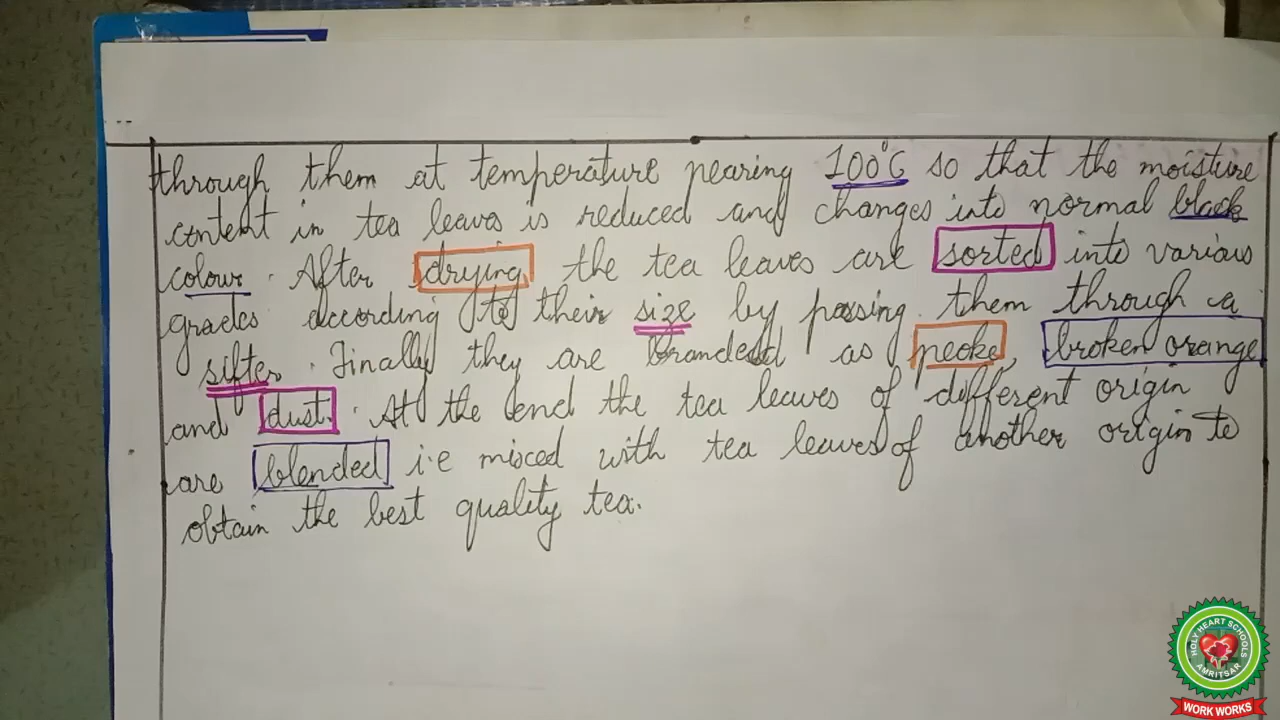 through them at temperature nearing 100°C so that the moisture
content in tea leavs is reduced and changes into normal black
colour. After drying the tea leaves are sorted into various
grades according to their size by passing them through a
sifter. Finally they are branded as peoke, broken orange
and dust. At the end the tea leaves of different origin
are blended i.e misced with tea leaves of another origin to
obtain the best quality tea.
HOLY HEART SCHOOLS
AMRITSAR
WORK WORKS